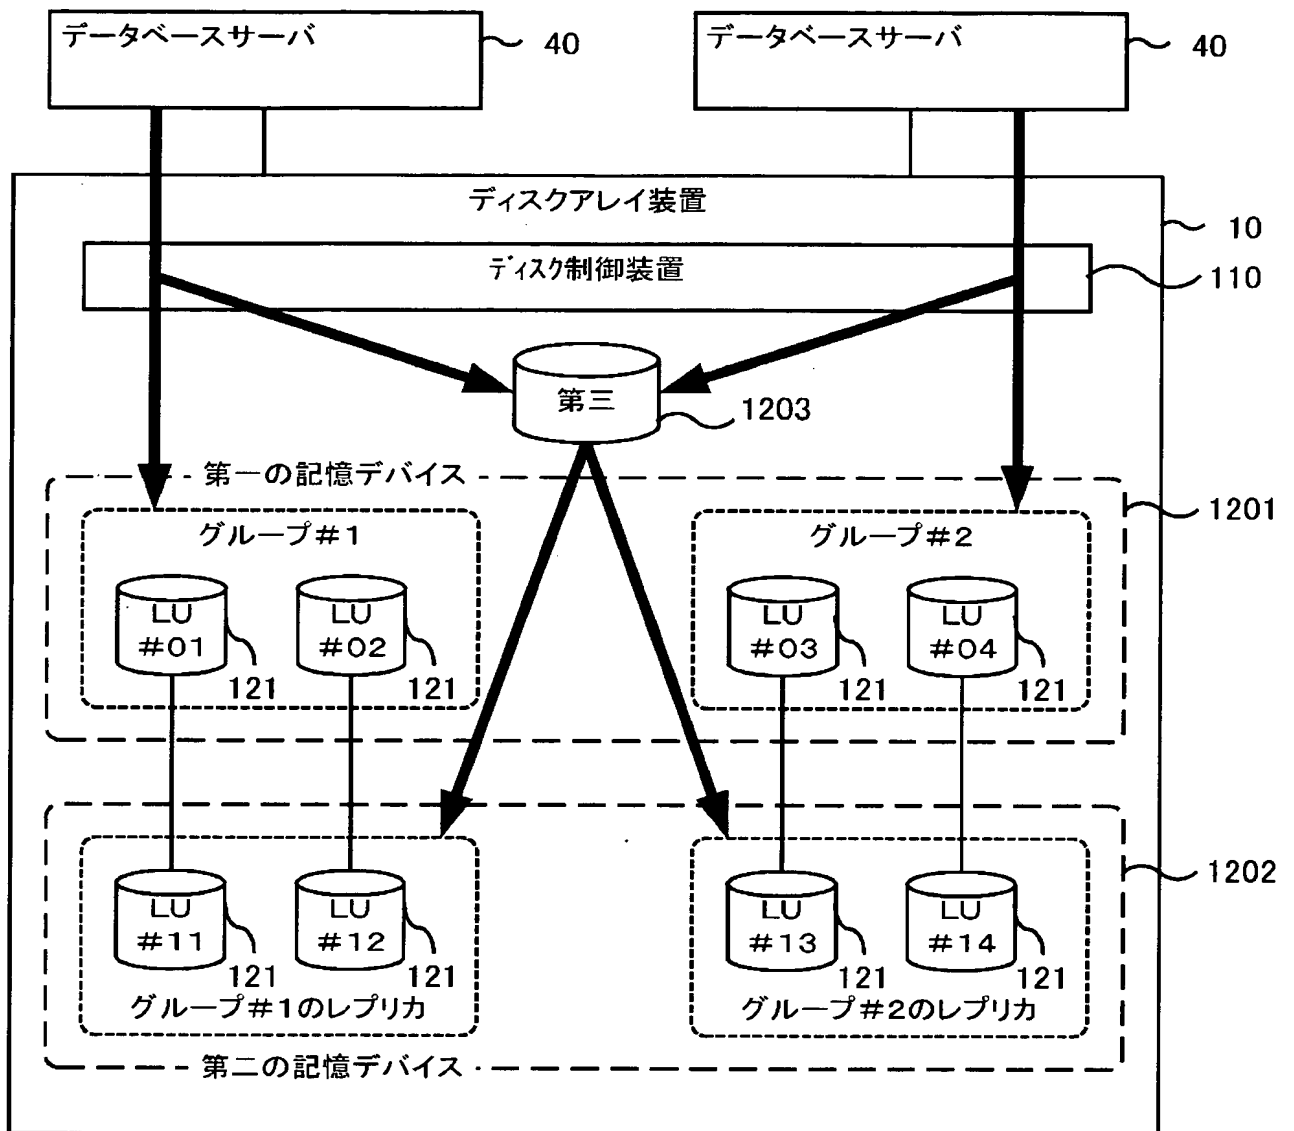 データベースサーバ
40
データベースサーバ
40
ディスクアレイ装置
10
ディスク制御装置
110
第三
1203
第一の記憶デバイス
1201
グループ#1
グループ#2
LU
#01
121
LU
#02
121
LU
#03
121
LU
#04
121
1202
LU
#11
121
LU
#12
121
LU
#13
121
LU
#14
121
グループ#1のレプリカ
グループ#2のレプリカ
第二の記憶デバイス